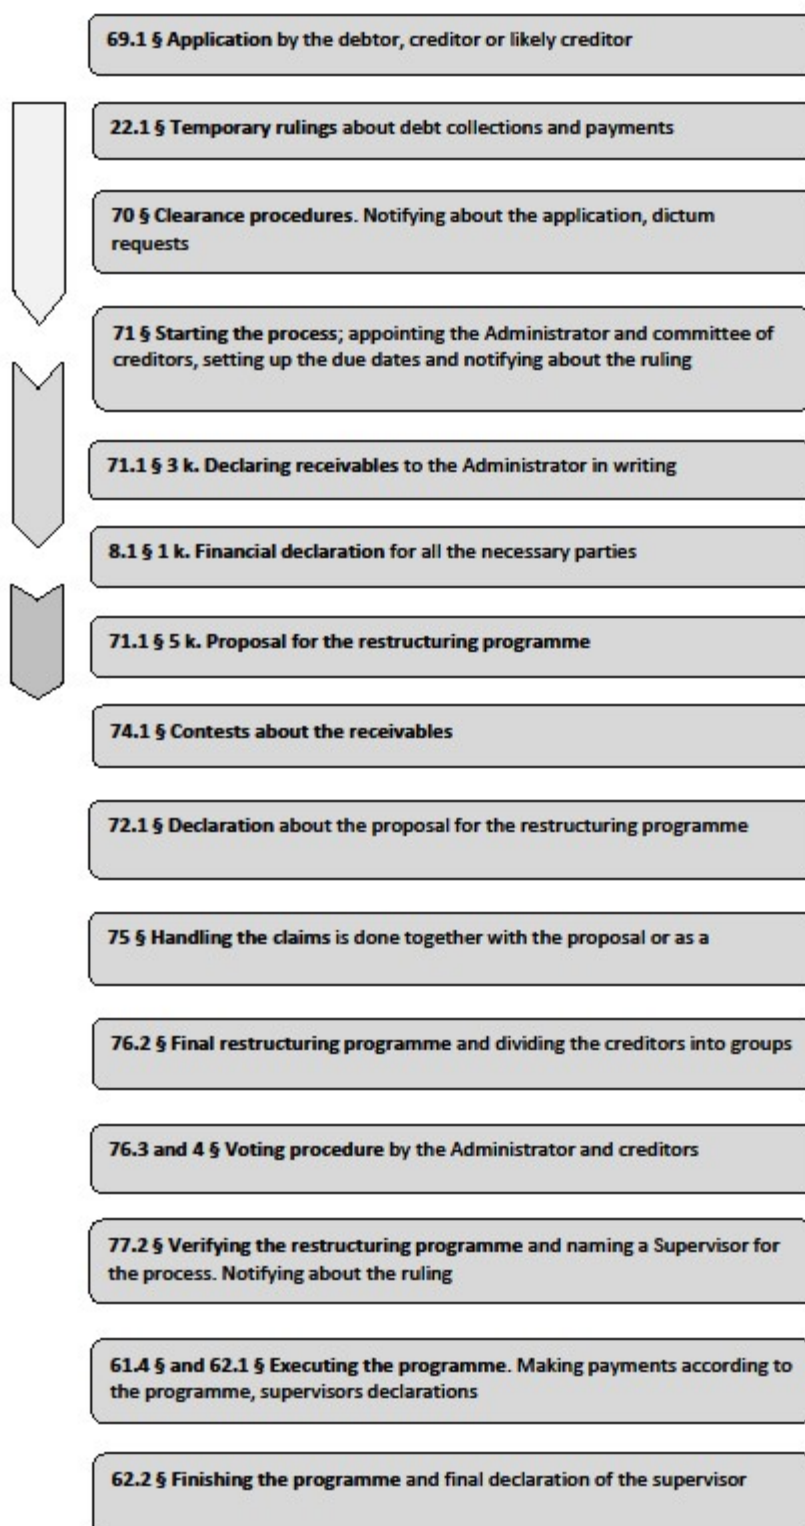 69.1 § Application by the debtor, creditor or likely creditor
22.1 § Temporary rulings about debt collections and payments
70 § Clearance procedures. Notifying about the application, dictum
requests
71 § Starting the process; appointing the Administrator and committee of
creditors, setting up the due dates and notifying about the ruling
71.1 § 3 k. Declaring receivables to the Administrator in writing
8.1 § 1 k. Financial declaration for all the necessary parties
71.1 § 5 k. Proposal for the restructuring programme
74.1 § Contests about the receivables
72.1 § Declaration about the proposal for the restructuring programme
75 § Handling the claims is done together with the proposal or as a
76.2 § Final restructuring programme and dividing the creditors into groups
76.3 and 4 § Voting procedure by the Administrator and creditors
77.2 § Verifying the restructuring programme and naming a Supervisor for
the process. Notifying about the ruling
61.4 § and 62.1 § Executing the programme. Making payments according to
the programme, supervisors declarations
62.2 § Finishing the programme and final declaration of the supervisor